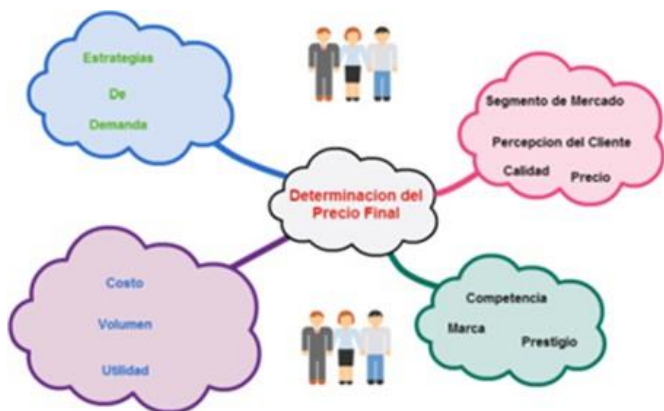 Estrategias
De
Demanda
Segmento de Mercado
Percepcion del Cliente
Calidad Precio
Determinacion del
Precio Final
Costo
Volumen
Utilidad
Competencia
Marca
Prestigio